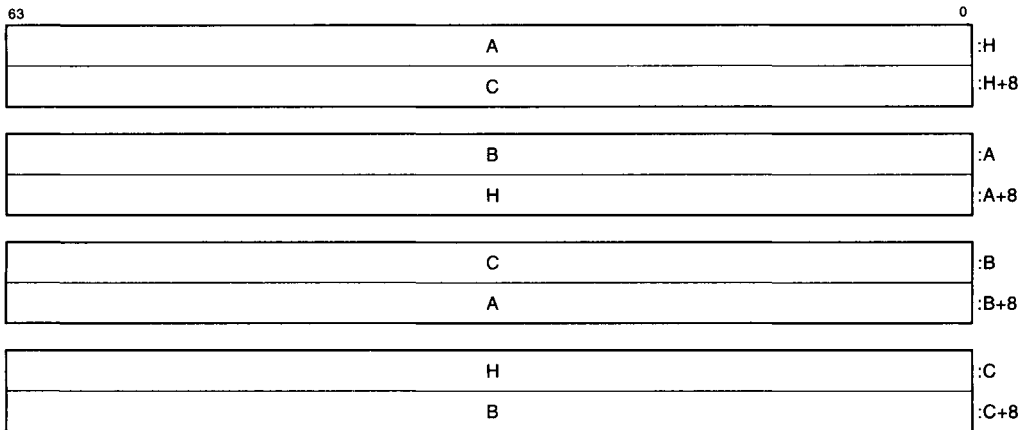 63 0
A :H
C :H+8
B :A
H :A+8
C :B
A :B+8
H :C
B :C+8